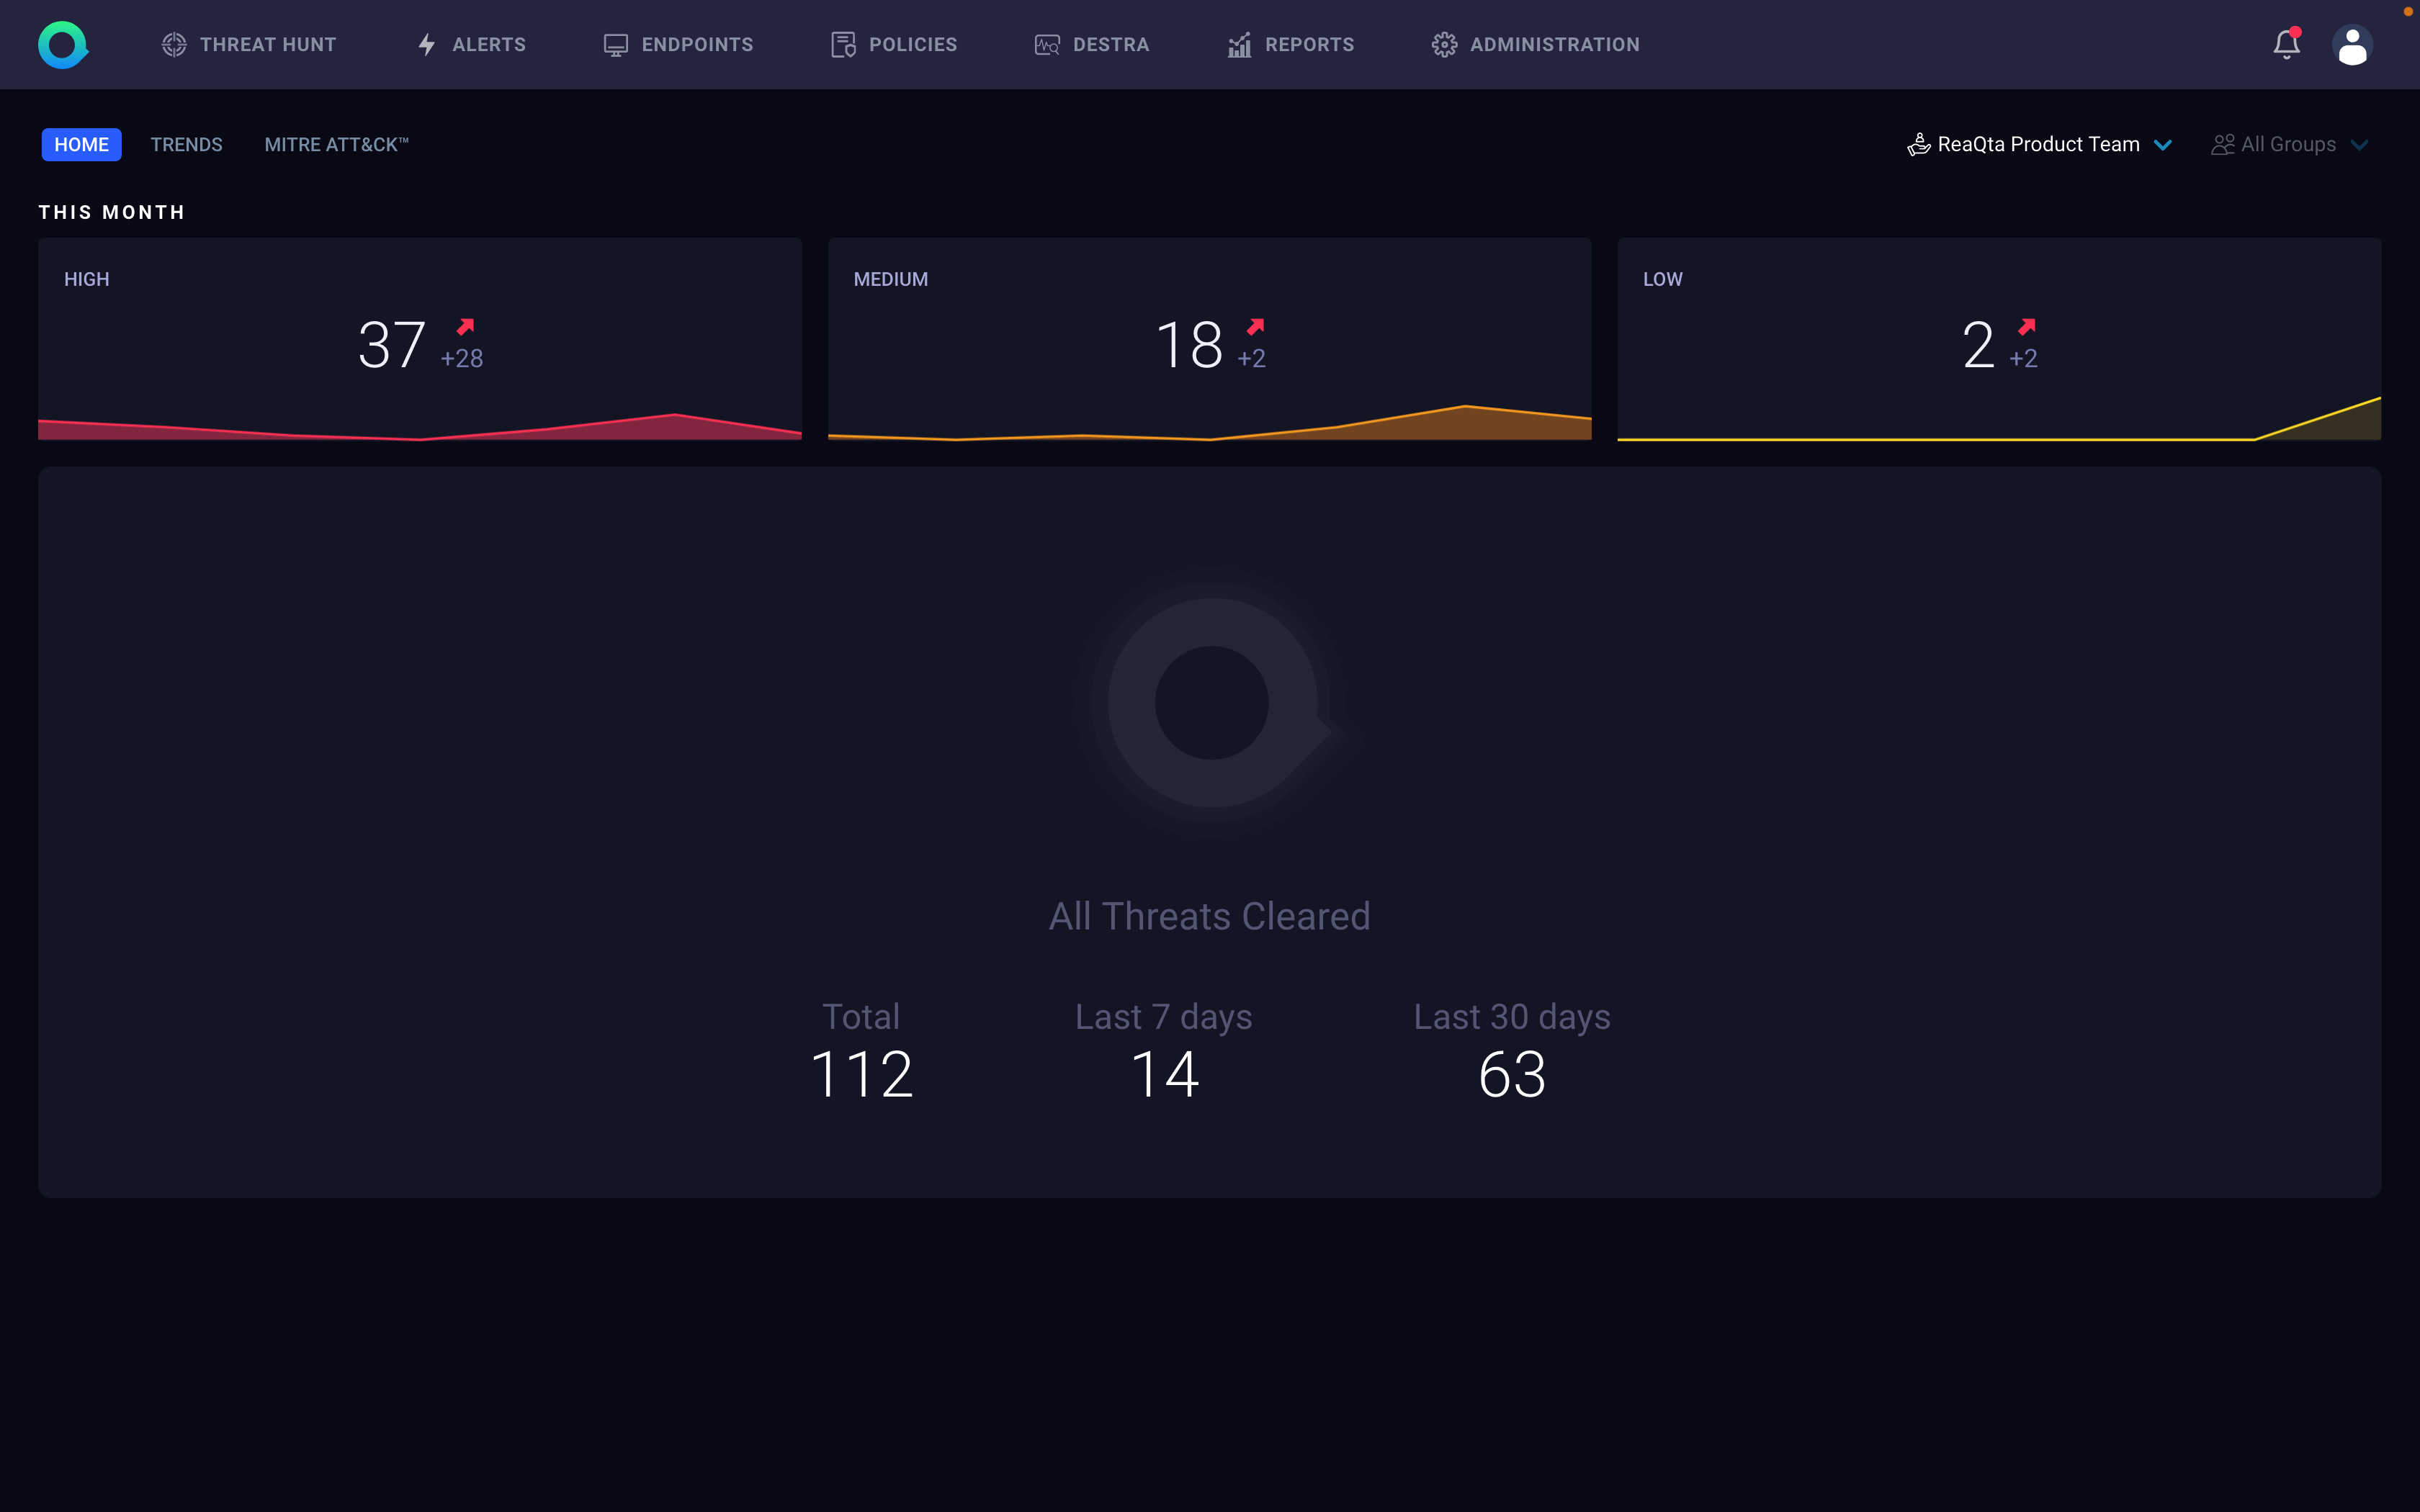 THREAT HUNT ALERTS ENDPOINTS POLICIES DESTRA REPORTS ADMINISTRATION
HOME TRENDS MITRE ATT&CK™ ReaQta Product Team All Groups
THIS MONTH
HIGH
37 +28
MEDIUM
18 +2
LOW
2 +2
All Threats Cleared
Total
112
Last 7 days
14
Last 30 days
63